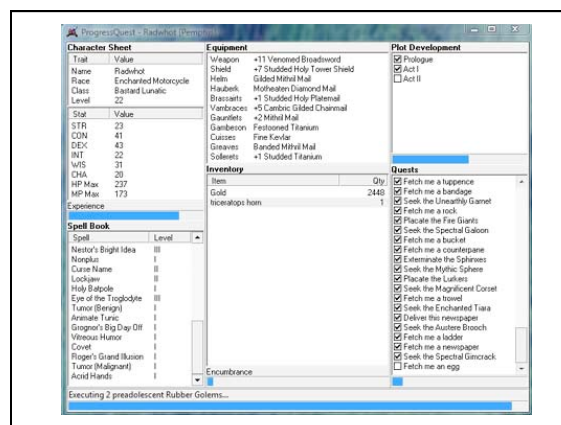 ProgressQuest - Radwhot (Pemptus)
Character Sheet
Trait Value
Name Radwhot
Race Enchanted Motorcycle
Class Bastard Lunatic
Level 22
Stat Value
STR 23
CON 41
DEX 43
INT 22
WIS 31
CHA 20
HP Max 237
MP Max 173
Experience
Spell Book
Spell Level
Nestor's Bright Idea III
Nonplus I
Curse Name II
Lockjaw II
Holy Batpole I
Eye of the Troglodyte III
Tumor (Benign) I
Animate Tunic I
Grognor's Big Day Off I
Vitreous Humor I
Covet I
Roger's Grand Illusion I
Tumor (Malignant) I
Acrid Hands I
Equipment
Weapon +11 Venomed Broadsword
Shield +7 Studded Holy Tower Shield
Helm Gilded Mithril Mail
Hauberk Motheaten Diamond Mail
Brassairts +1 Studded Holy Platemail
Vambraces +5 Cambric Gilded Chainmail
Gauntlets +2 Mithril Mail
Gambeson Festooned Titanium
Cuisses Fine Kevlar
Greaves Banded Mithril Mail
Sollerets +1 Studded Titanium
Inventory
Item Qty
Gold 2448
triceratops horn 1
Encumbrance
Plot Development
Prologue
Act I
Act II
Quests
Fetch me a tuppence
Fetch me a bandage
Seek the Unearthly Garnet
Fetch me a rock
Placate the Fire Giants
Seek the Spectral Galoon
Fetch me a bucket
Fetch me a counterpane
Exterminate the Sphinxes
Seek the Mythic Sphere
Placate the Lurkers
Seek the Magnificent Corset
Fetch me a trowel
Seek the Enchanted Tiara
Deliver this newspaper
Seek the Austere Brooch
Fetch me a ladder
Fetch me a newspaper
Seek the Spectral Gimcrack
Fetch me an egg
Executing 2 preadolescent Rubber Golems...